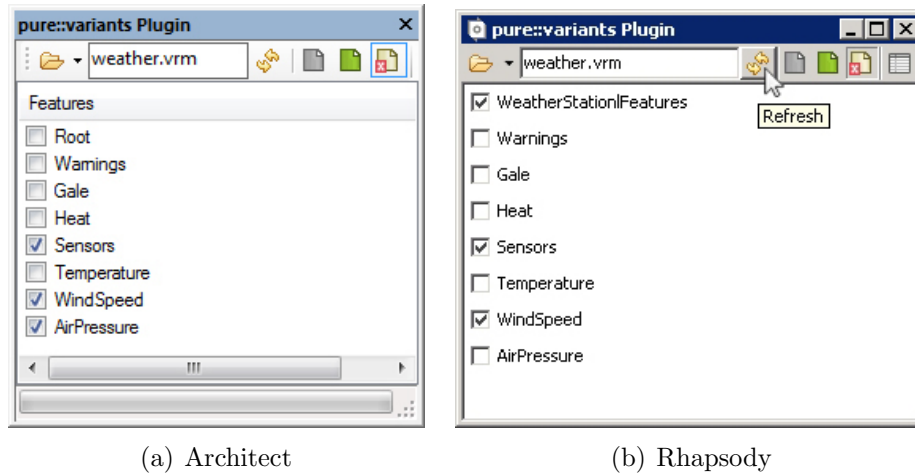 pure::variants Plugin
weather.vrm
Features
Root
Warnings
Gale
Heat
Sensors
Temperature
WindSpeed
AirPressure
(a) Architect
pure::variants Plugin
weather.vrm
Refresh
WeatherStationlFeatures
Warnings
Gale
Heat
Sensors
Temperature
WindSpeed
AirPressure
(b) Rhapsody